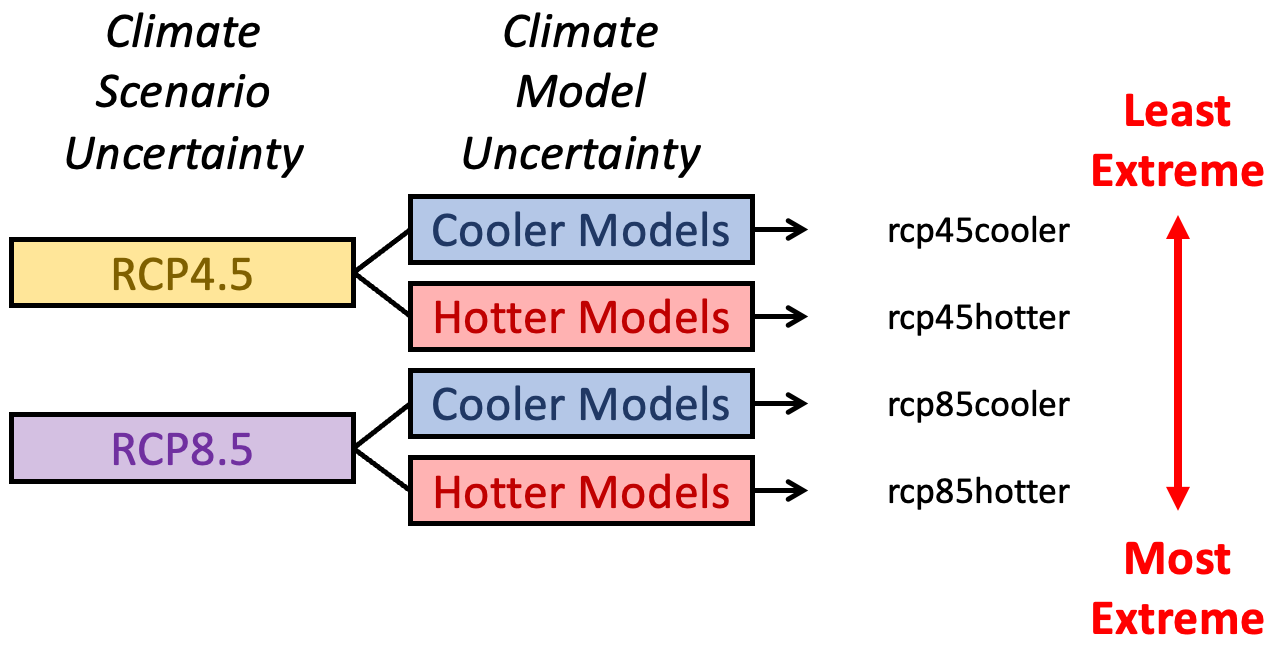 Climate
Scenario
Uncertainty
Climate
Model
Uncertainty
Least
Extreme
RCP4.5
Cooler Models
rcp45cooler
Hotter Models
rcp45hotter
RCP8.5
Cooler Models
rcp85cooler
Hotter Models
rcp85hotter
Most
Extreme